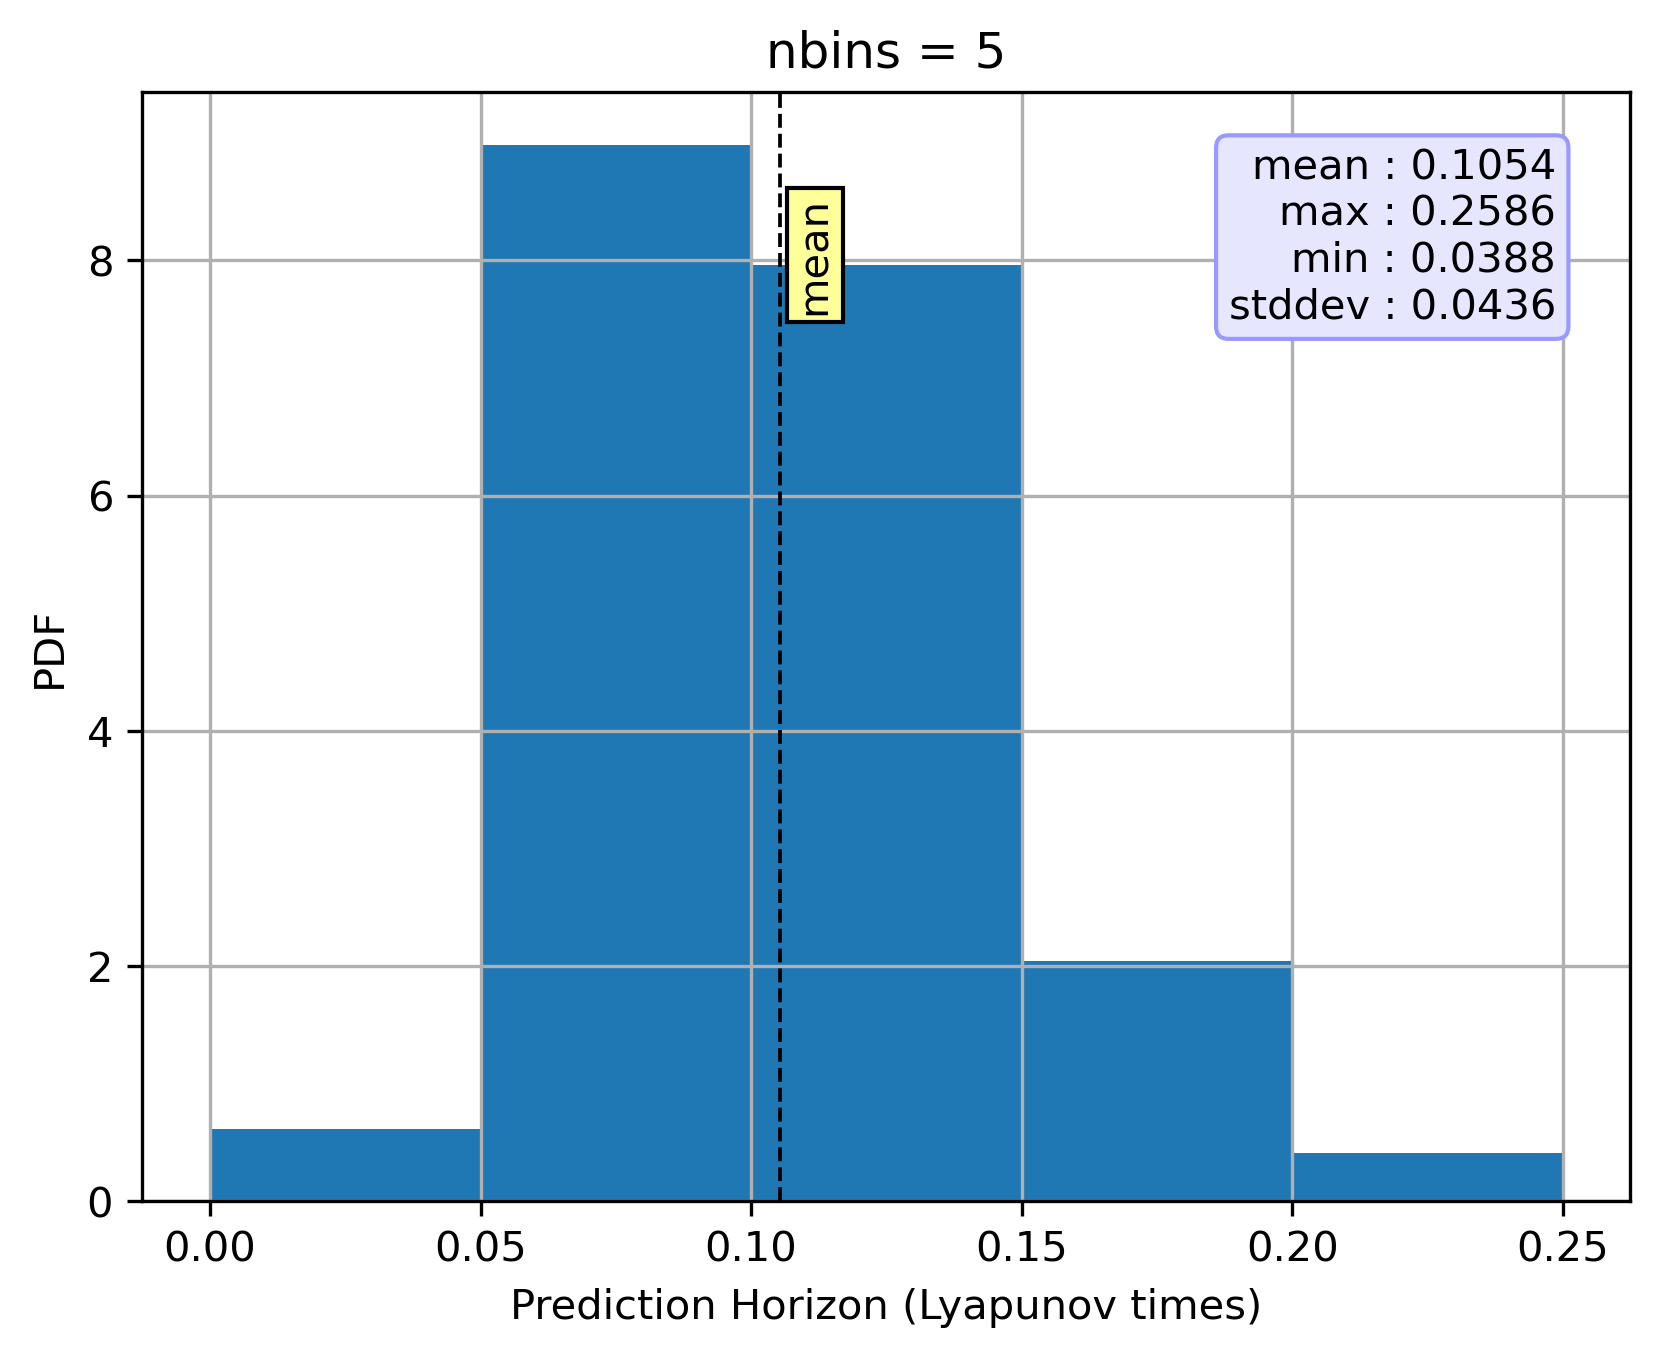 nbins = 5
mean : 0.1054
max : 0.2586
min : 0.0388
stddev : 0.0436
mean
8
6
4
2
0
PDF
0.00 0.05 0.10 0.15 0.20 0.25
Prediction Horizon (Lyapunov times)